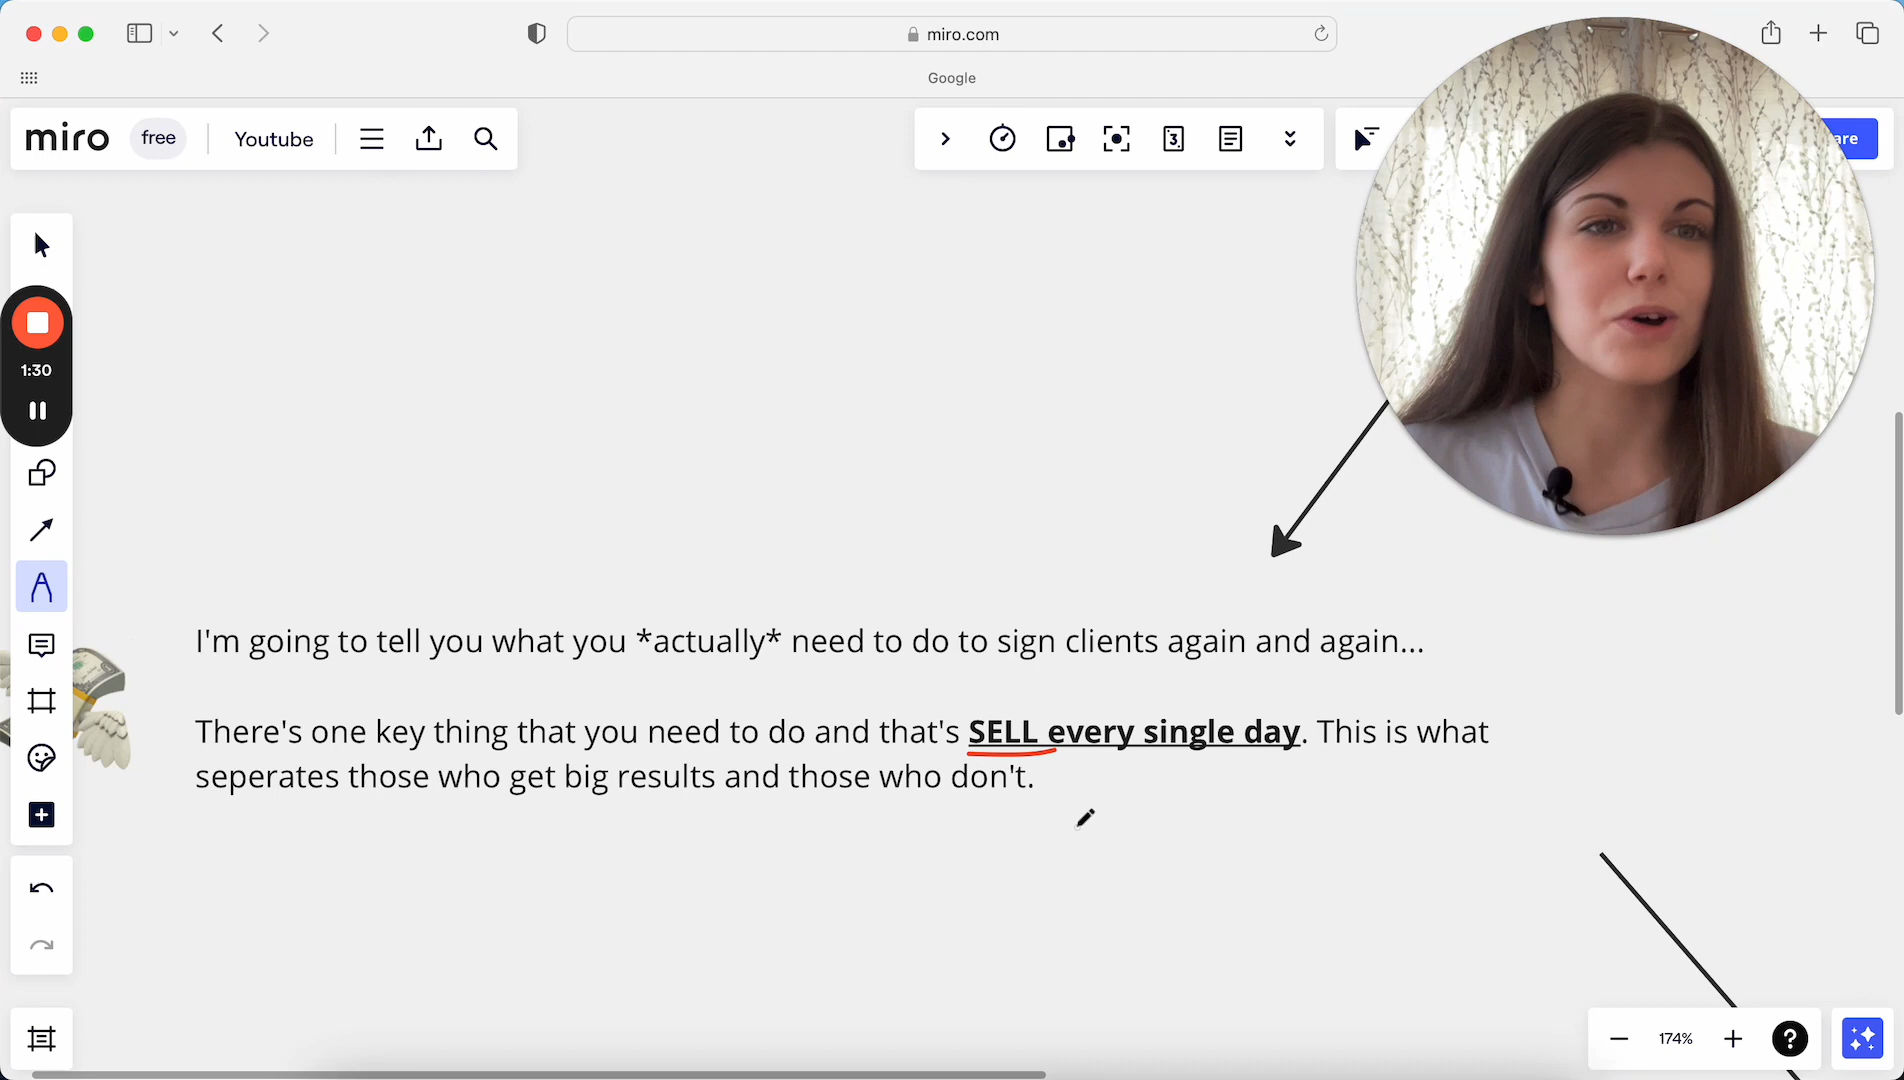 miro.com
Google
miro
free
Youtube
3
are
1:30
I'm going to tell you what you *actually* need to do to sign clients again and again...
There's one key thing that you need to do and that's SELL every single day. This is what
seperates those who get big results and those who don't.
174%
?